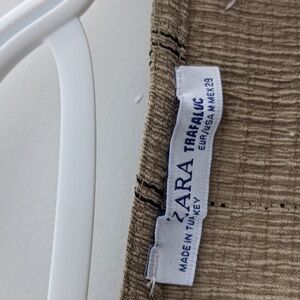 ZARA TRAFALUC
EUR/USA M MEX 28
MADE IN TURKEY